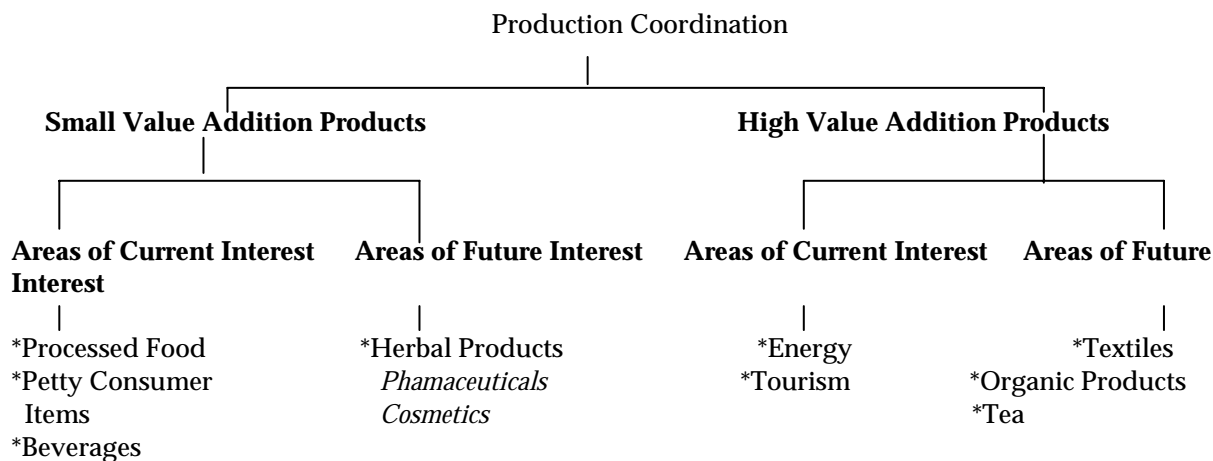 Production Coordination
Small Value Addition Products High Value Addition Products
Areas of Current Interest Areas of Future Interest Areas of Current Interest Areas of Future
Interest
*Processed Food *Herbal Products *Energy *Textiles
*Petty Consumer Phamaceuticals *Tourism *Organic Products
Items Cosmetics *Tea
*Beverages